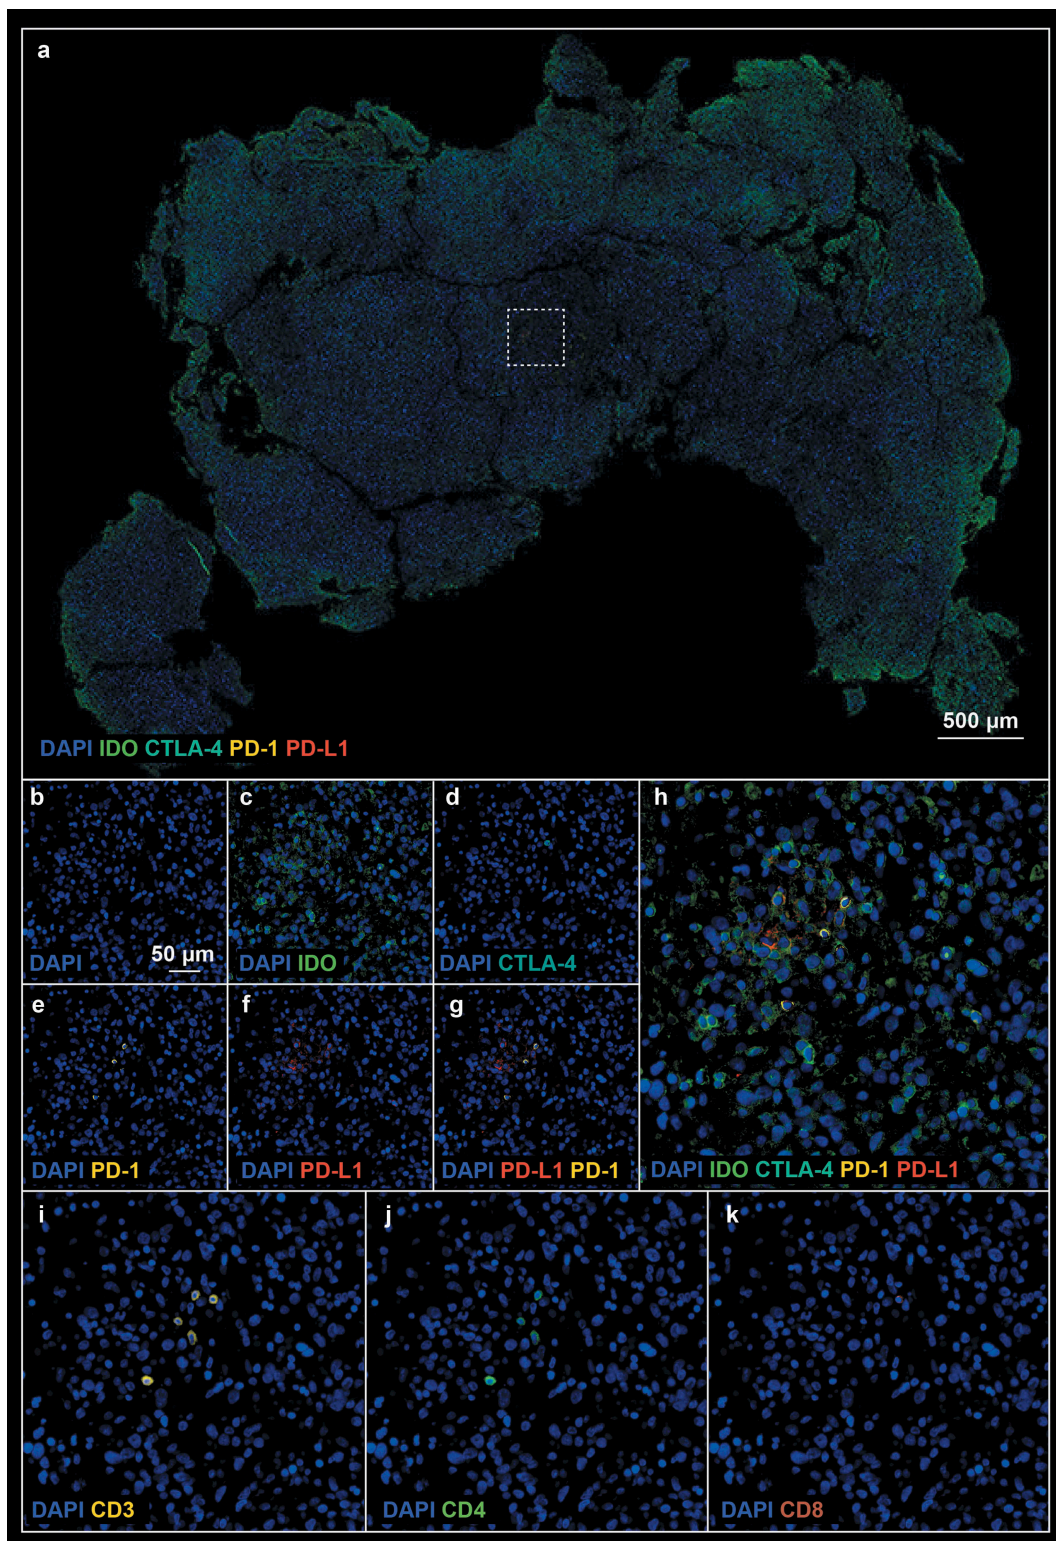 a
DAPI IDO CTLA-4 PD-1 PD-L1
500 µm
b
DAPI
50 µm
c
DAPI IDO
d
DAPI CTLA-4
e
DAPI PD-1
f
DAPI PD-L1
g
DAPI PD-L1 PD-1
h
DAPI IDO CTLA-4 PD-1 PD-L1
i
DAPI CD3
j
DAPI CD4
k
DAPI CD8